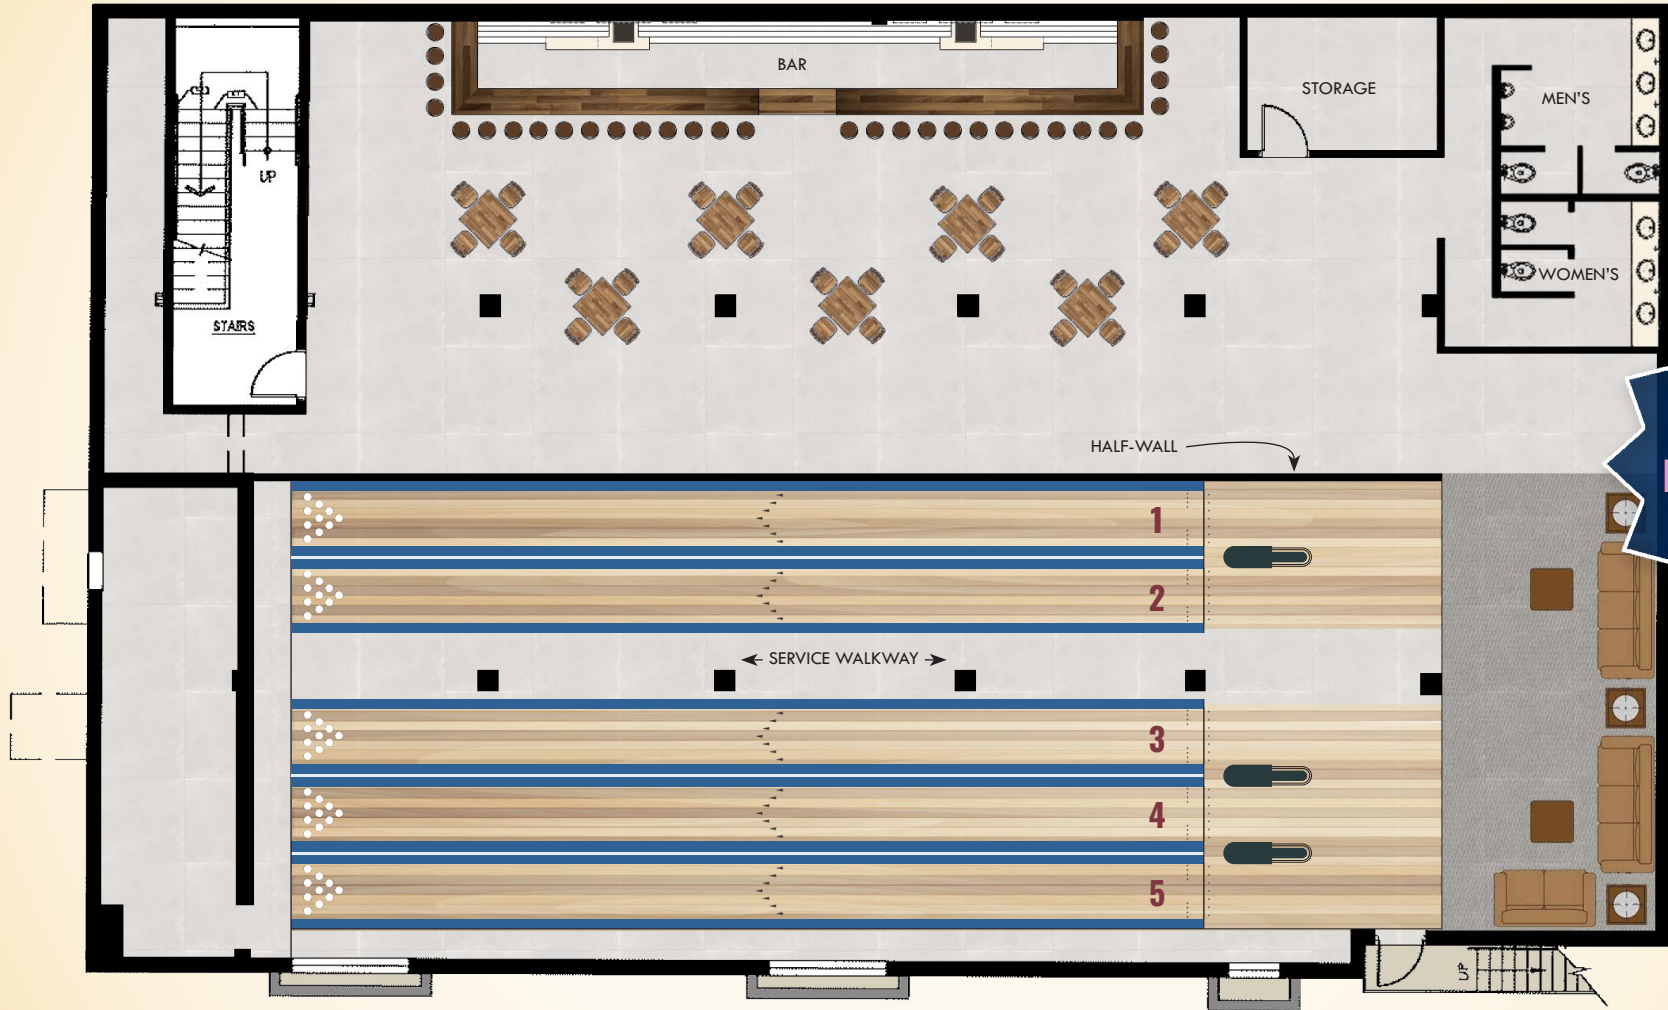 BAR
STORAGE
MEN'S
UP
WOMEN'S
STAIRS
HALF-WALL
1
2
SERVICE WALKWAY
3
4
5
UP